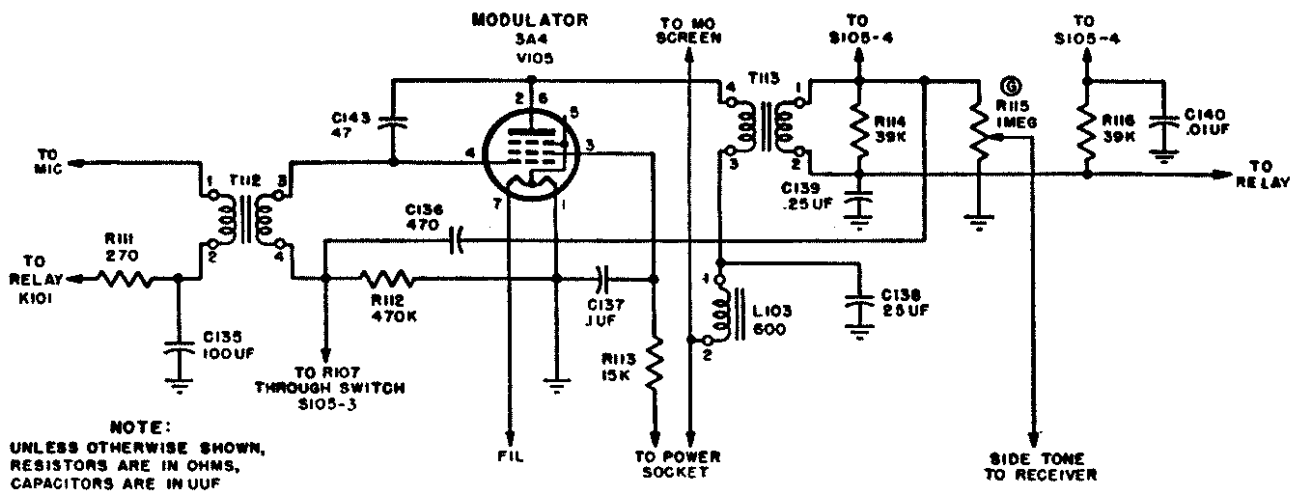 MODULATOR
3A4
V105
TO MO
SCREEN
TO
S105-4
TO
S105-4
2 6
5
4
3
7
1
C143
47
T113
4
1
3
2
R114
39K
G
R115
1MEG
R116
39K
C140
.01UF
TO
MIC
1
T112
3
2
4
C139
.25UF
TO
RELAY
C136
470
R111
270
TO
RELAY
K101
R112
470K
C137
.1UF
1
L103
600
2
C138
.25UF
C135
100UF
R113
15K
TO R107
THROUGH SWITCH
S105-3
NOTE:
UNLESS OTHERWISE SHOWN,
RESISTORS ARE IN OHMS,
CAPACITORS ARE IN UUF
FIL
TO POWER
SOCKET
SIDE TONE
TO RECEIVER